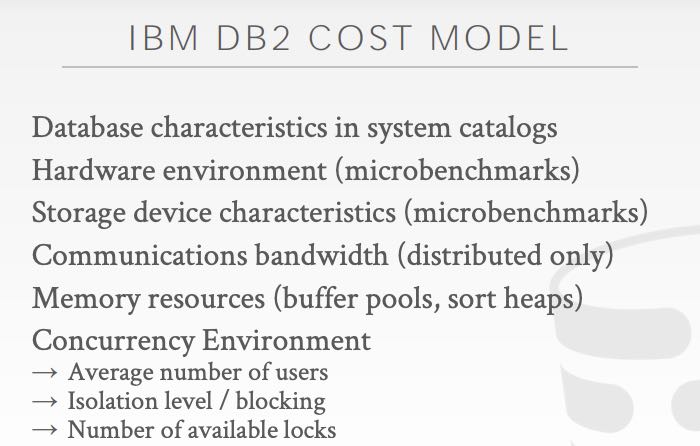 IBM DB2 COST MODEL
Database characteristics in system catalogs
Hardware environment (microbenchmarks)
Storage device characteristics (microbenchmarks)
Communications bandwidth (distributed only)
Memory resources (buffer pools, sort heaps)
Concurrency Environment
→ Average number of users
→ Isolation level / blocking
→ Number of available locks